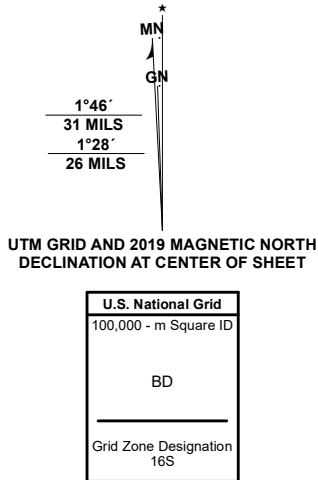 ★
MN
GN
1°46´
31 MILS
1°28´
26 MILS
UTM GRID AND 2019 MAGNETIC NORTH
DECLINATION AT CENTER OF SHEET
U.S. National Grid
100,000 - m Square ID
BD
Grid Zone Designation
16S